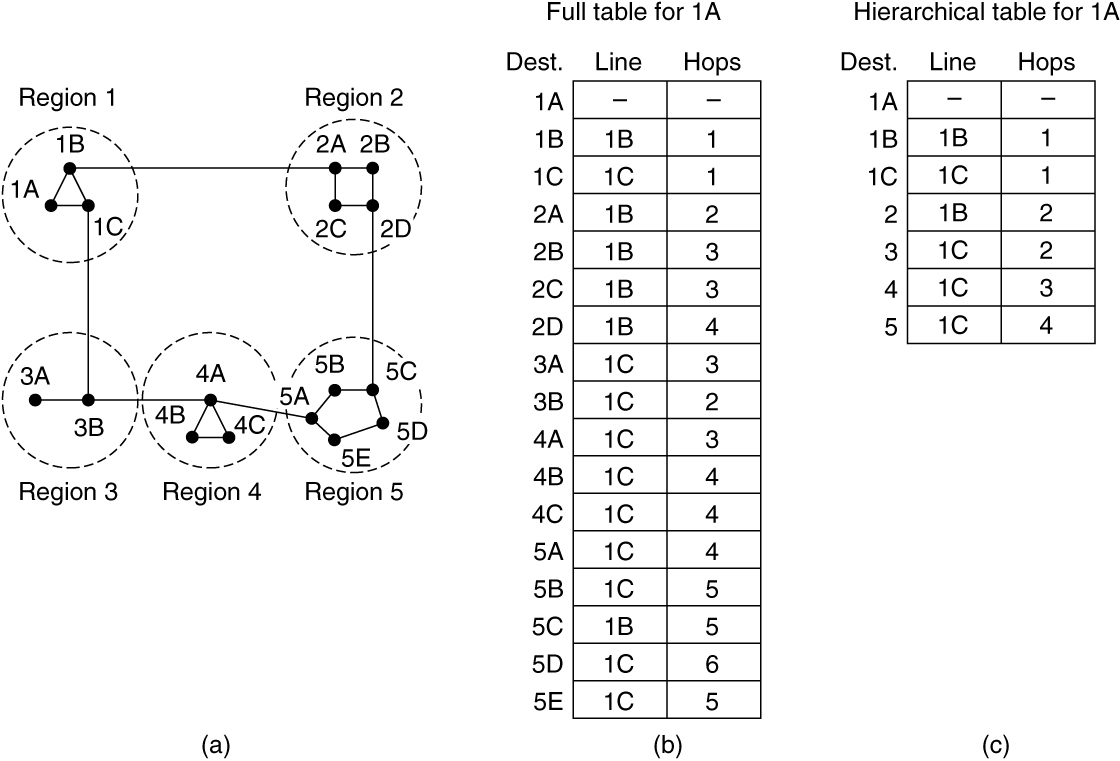 Full table for 1A
Hierarchical table for 1A
Dest. Line Hops
1A – –
1B 1B 1
1C 1C 1
2A 1B 2
2B 1B 3
2C 1B 3
2D 1B 4
3A 1C 3
3B 1C 2
4A 1C 3
4B 1C 4
4C 1C 4
5A 1C 4
5B 1C 5
5C 1B 5
5D 1C 6
5E 1C 5
Dest. Line Hops
1A – –
1B 1B 1
1C 1C 1
2 1B 2
3 1C 2
4 1C 3
5 1C 4
Region 1
Region 2
1B
1A
1C
2A 2B
2C 2D
3A
3B
4A
4B
4C
5B
5C
5A
5D
5E
Region 3
Region 4
Region 5
(a)
(b)
(c)